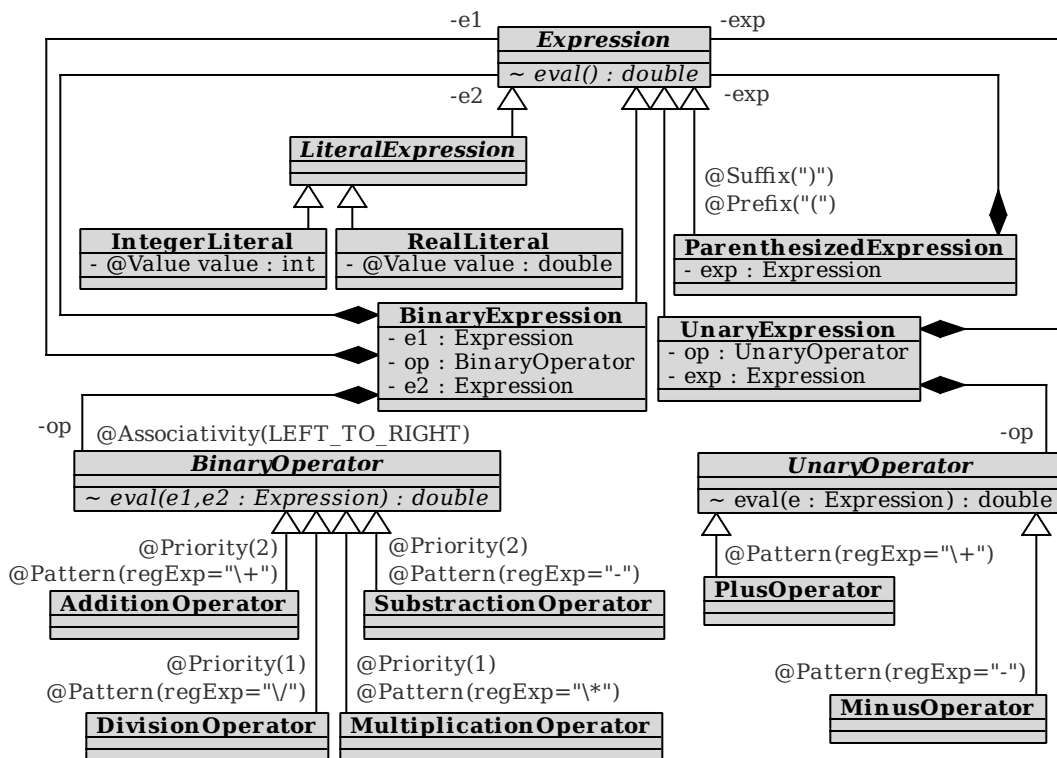 -e1
-exp
Expression
~ eval() : double
-e2
-exp
LiteralExpression
@Suffix(")")
@Prefix("(")
IntegerLiteral
- @Value value : int
RealLiteral
- @Value value : double
ParenthesizedExpression
- exp : Expression
BinaryExpression
- e1 : Expression
- op : BinaryOperator
- e2 : Expression
UnaryExpression
- op : UnaryOperator
- exp : Expression
-op
@Associativity(LEFT_TO_RIGHT)
-op
BinaryOperator
~ eval(e1,e2 : Expression) : double
UnaryOperator
~ eval(e : Expression) : double
@Priority(2)
@Pattern(regExp="\+")
@Priority(2)
@Pattern(regExp="-")
@Pattern(regExp="\+")
AdditionOperator
SubstractionOperator
PlusOperator
@Priority(1)
@Pattern(regExp="\/")
@Priority(1)
@Pattern(regExp="\*")
@Pattern(regExp="-")
DivisionOperator
MultiplicationOperator
MinusOperator